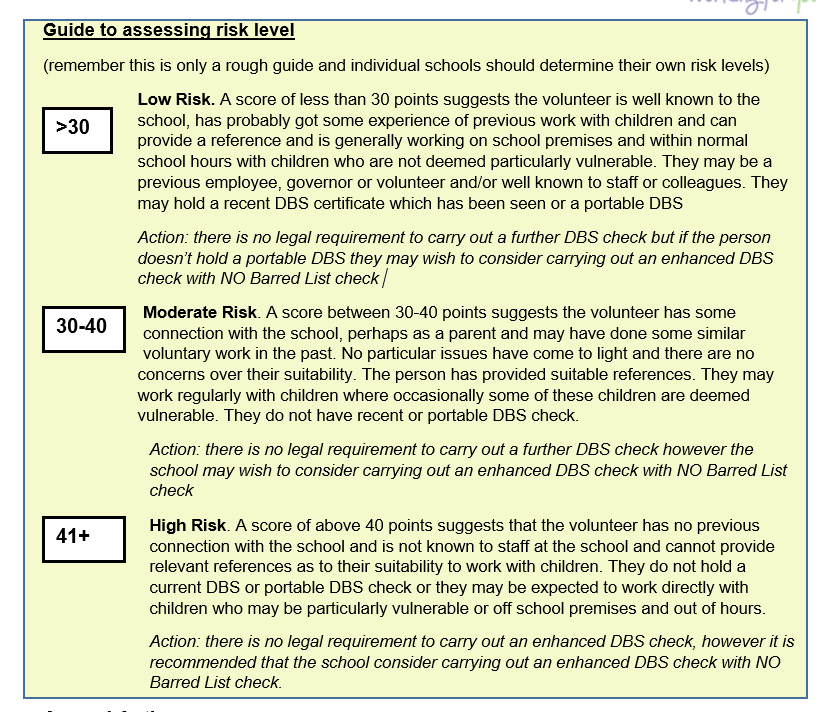 Guide to assessing risk level
(remember this is only a rough guide and individual schools should determine their own risk levels)
>30
Low Risk. A score of less than 30 points suggests the volunteer is well known to the
school, has probably got some experience of previous work with children and can
provide a reference and is generally working on school premises and within normal
school hours with children who are not deemed particularly vulnerable. They may be a
previous employee, governor or volunteer and/or well known to staff or colleagues. They
may hold a recent DBS certificate which has been seen or a portable DBS
Action: there is no legal requirement to carry out a further DBS check but if the person
doesn't hold a portable DBS they may wish to consider carrying out an enhanced DBS
check with NO Barred List check
30-40
Moderate Risk. A score between 30-40 points suggests the volunteer has some
connection with the school, perhaps as a parent and may have done some similar
voluntary work in the past. No particular issues have come to light and there are no
concerns over their suitability. The person has provided suitable references. They may
work regularly with children where occasionally some of these children are deemed
vulnerable. They do not have recent or portable DBS check.
Action: there is no legal requirement to carry out a further DBS check however the
school may wish to consider carrying out an enhanced DBS check with NO Barred List
check
41+
High Risk. A score of above 40 points suggests that the volunteer has no previous
connection with the school and is not known to staff at the school and cannot provide
relevant references as to their suitability to work with children. They do not hold a
current DBS or portable DBS check or they may be expected to work directly with
children who may be particularly vulnerable or off school premises and out of hours.
Action: there is no legal requirement to carry out an enhanced DBS check, however it is
recommended that the school consider carrying out an enhanced DBS check with NO
Barred List check.